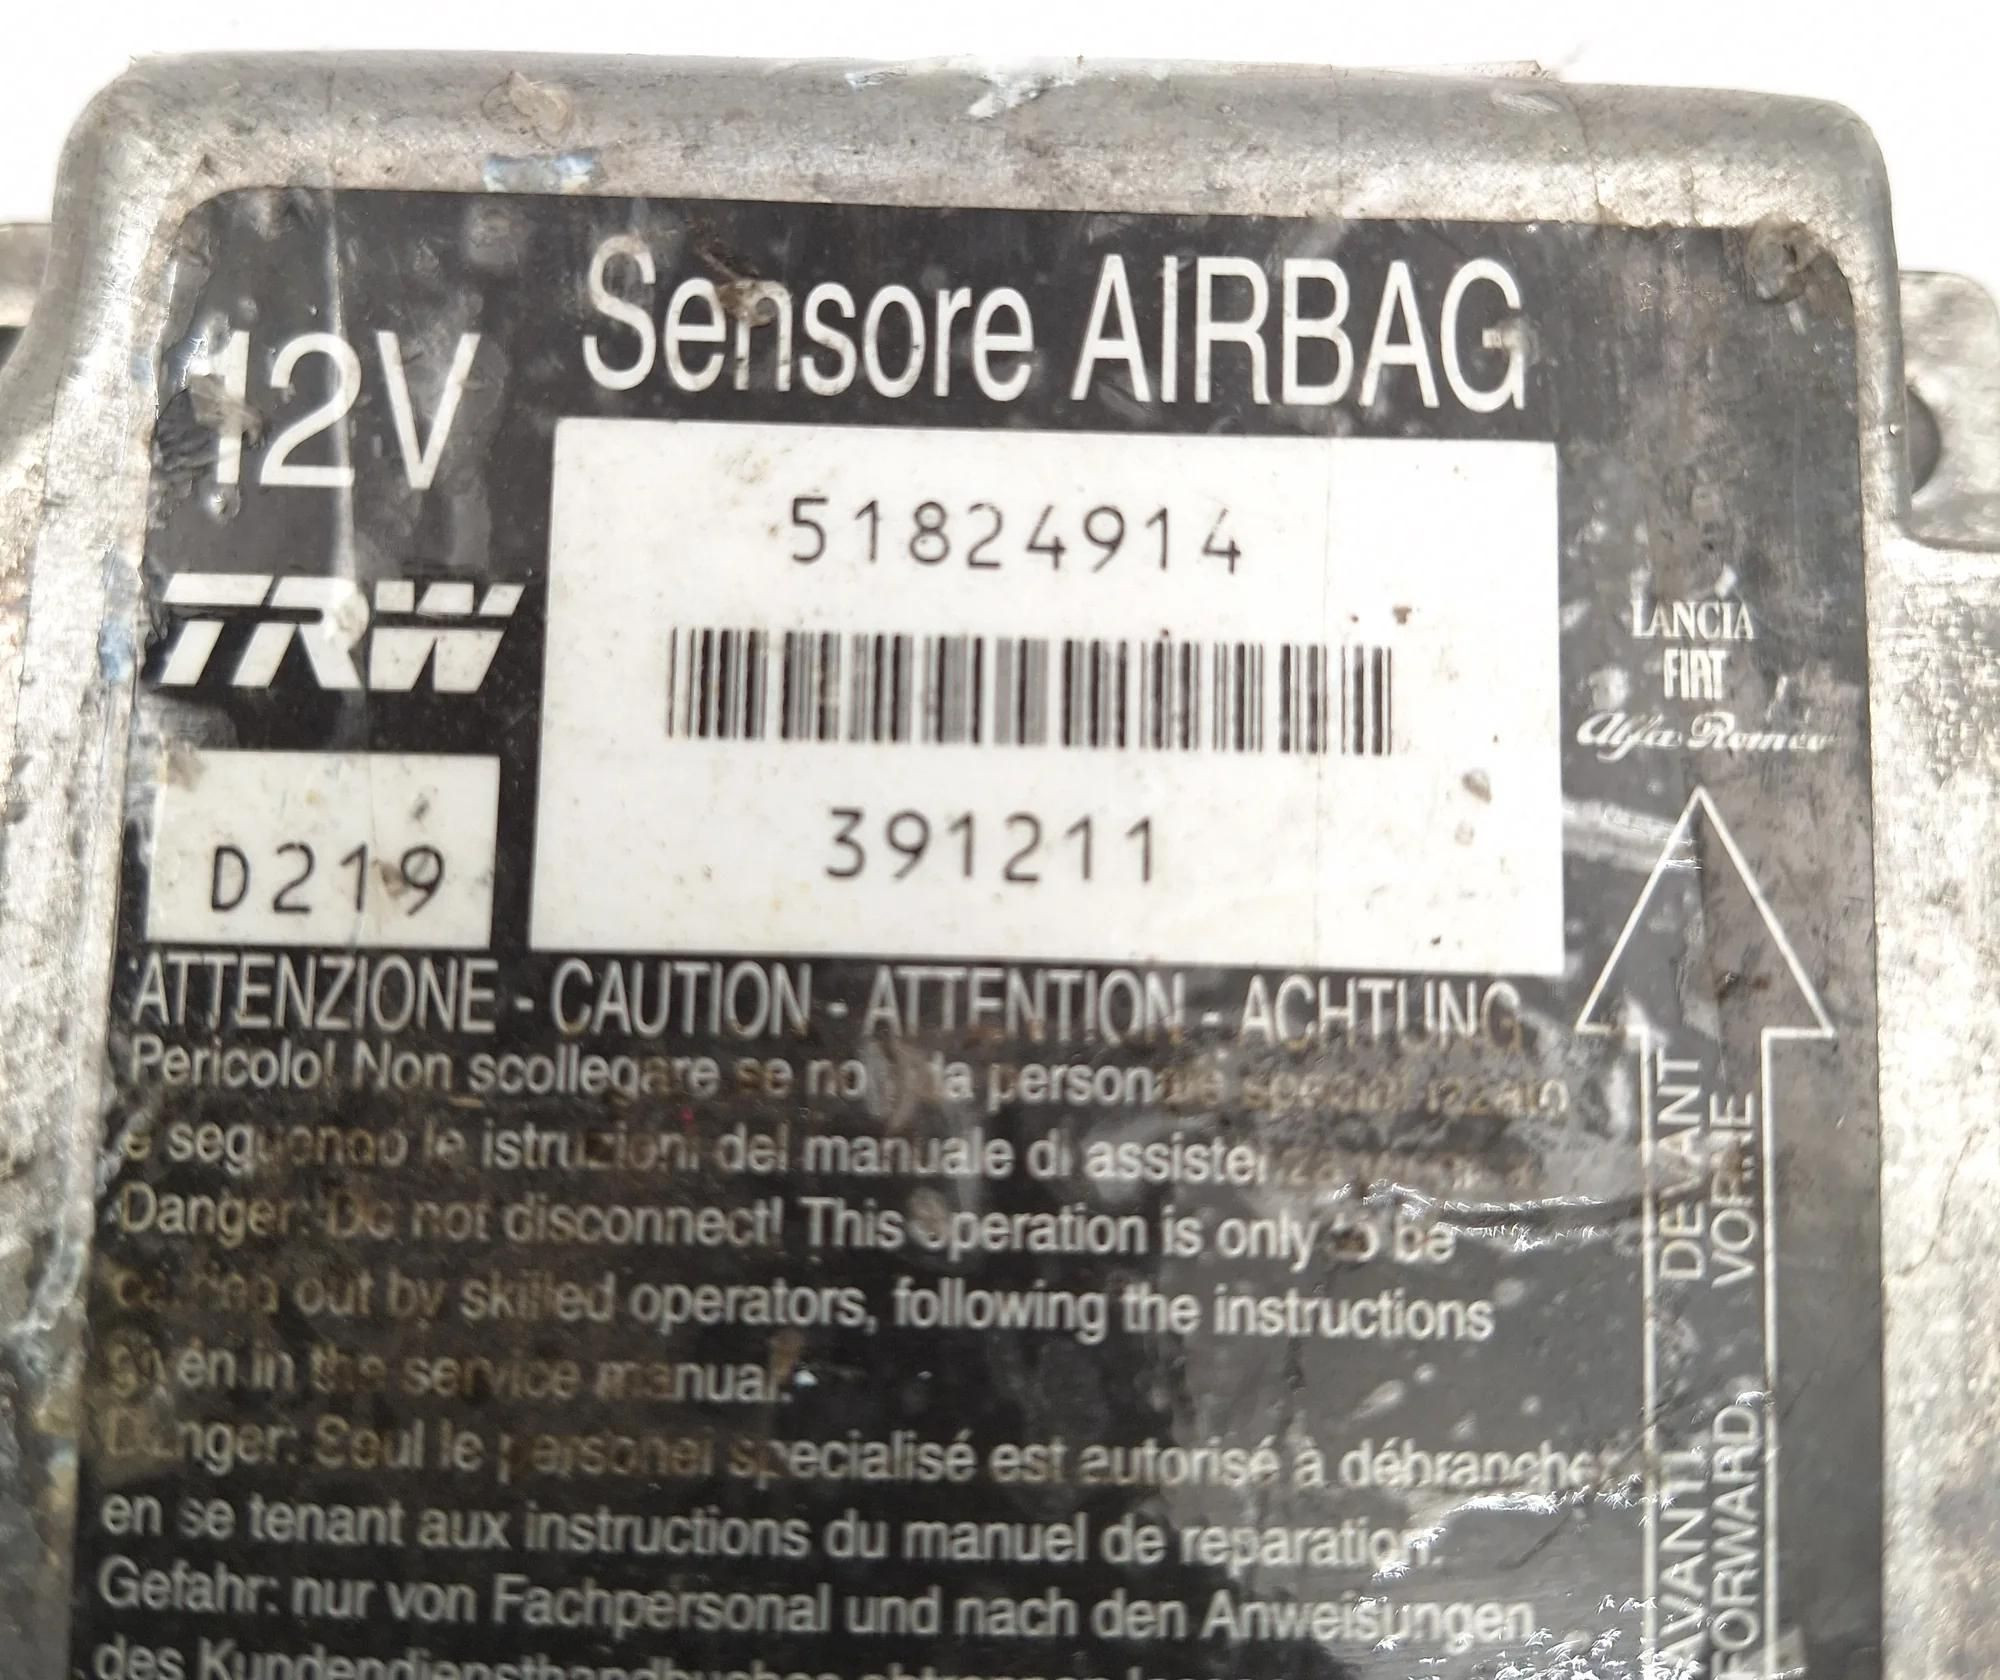 Sensore AIRBAG
12V
51824914
TRW
LANCIA
FIAT
Alfa Romeo
391211
D219
ATTENZIONE - CAUTION - ATTENTION - ACHTUNG
Pericolo! Non scollegare se no da personale
e seguendo le istruzioni del manuale di
Danger: Do not disconnect! This operation is only to be
out by skilled operators, following the instructions
given in the service manual.
Danger: Seul le personel specialisé est autorisé à débrancher
en se tenant aux instructions du manuel de reparation.
Gefahr: nur von Fachpersonal und nach den Anweisungen
des
DEVANT
VORNE
AVANTI
FORWARD